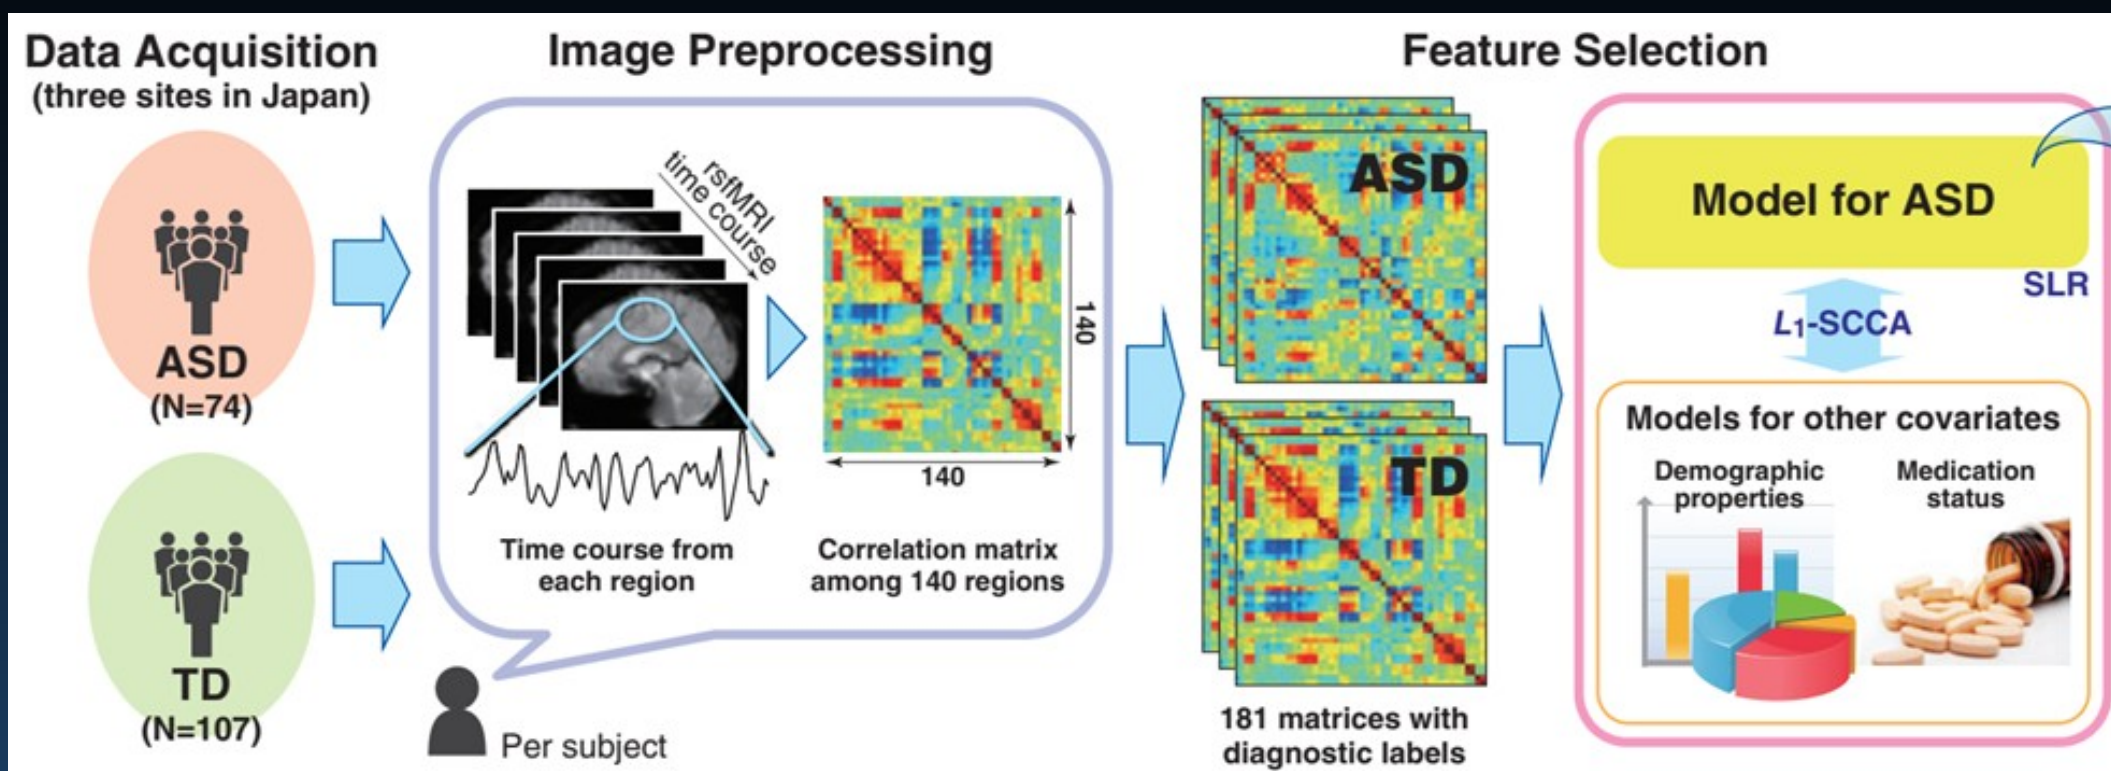 Data Acquisition
(three sites in Japan)
ASD
(N=74)
TD
(N=107)
Image Preprocessing
rsfMRI
time course
Time course from
each region
140
140
Correlation matrix
among 140 regions
Per subject
Feature Selection
ASD
TD
181 matrices with
diagnostic labels
Model for ASD
SLR
L1-SCCA
Models for other covariates
Demographic
properties
Medication
status